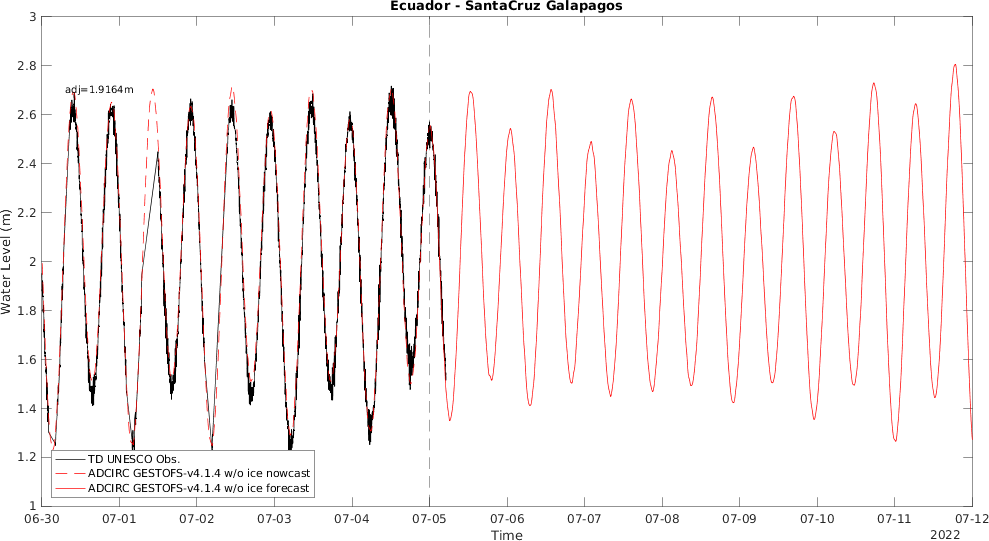 Ecuador - SantaCruz Galapagos
3
2.8
adj=1.9164m
2.6
2.4
2.2
2
1.8
1.6
1.4
1.2
1
Water Level (m)
TD UNESCO Obs.
ADCIRC GESTOFS-v4.1.4 w/o ice nowcast
ADCIRC GESTOFS-v4.1.4 w/o ice forecast
06-30 07-01 07-02 07-03 07-04 07-05 07-06 07-07 07-08 07-09 07-10 07-11 07-12
Time
2022